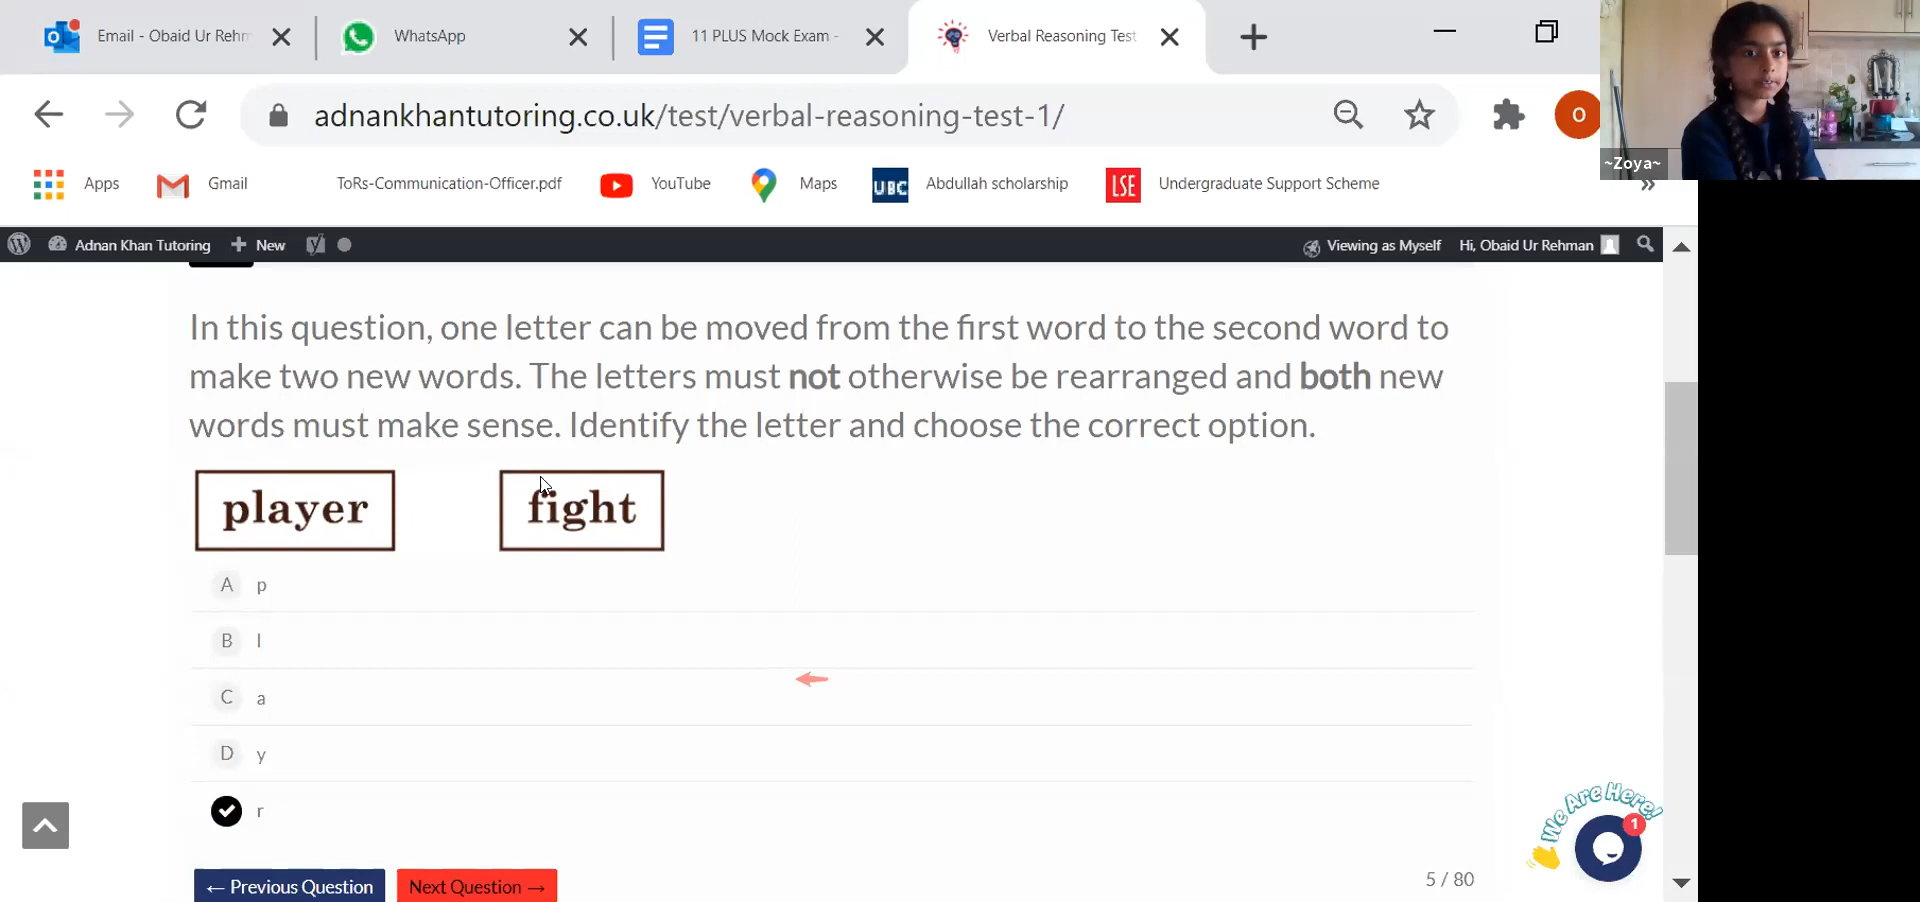 Email - Obaid Ur Rehm
WhatsApp
11 PLUS Mock Exam -
Verbal Reasoning Test
adnankhantutoring.co.uk/test/verbal-reasoning-test-1/
O
~Zoya~
Apps
Gmail
ToRs-Communication-Officer.pdf
YouTube
Maps
UBC
Abdullah scholarship
LSE
Undergraduate Support Scheme
»
Adnan Khan Tutoring
New
Viewing as Myself
Hi, Obaid Ur Rehman
In this question, one letter can be moved from the first word to the second word to
make two new words. The letters must not otherwise be rearranged and both new
words must make sense. Identify the letter and choose the correct option.
player
fight
A p
B l
C a
D y
r
We Are Here!
1
← Previous Question
Next Question →
5 / 80